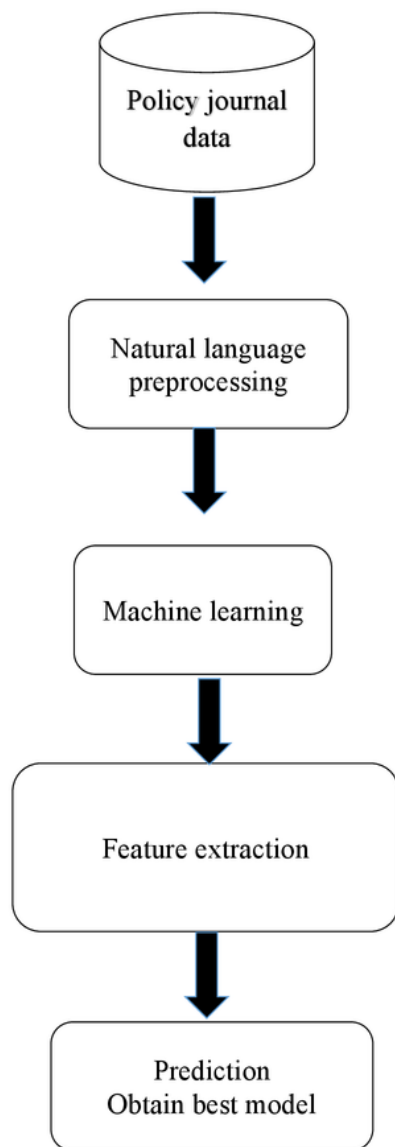 Policy journal
data
Natural language
preprocessing
Machine learning
Feature extraction
Prediction
Obtain best model